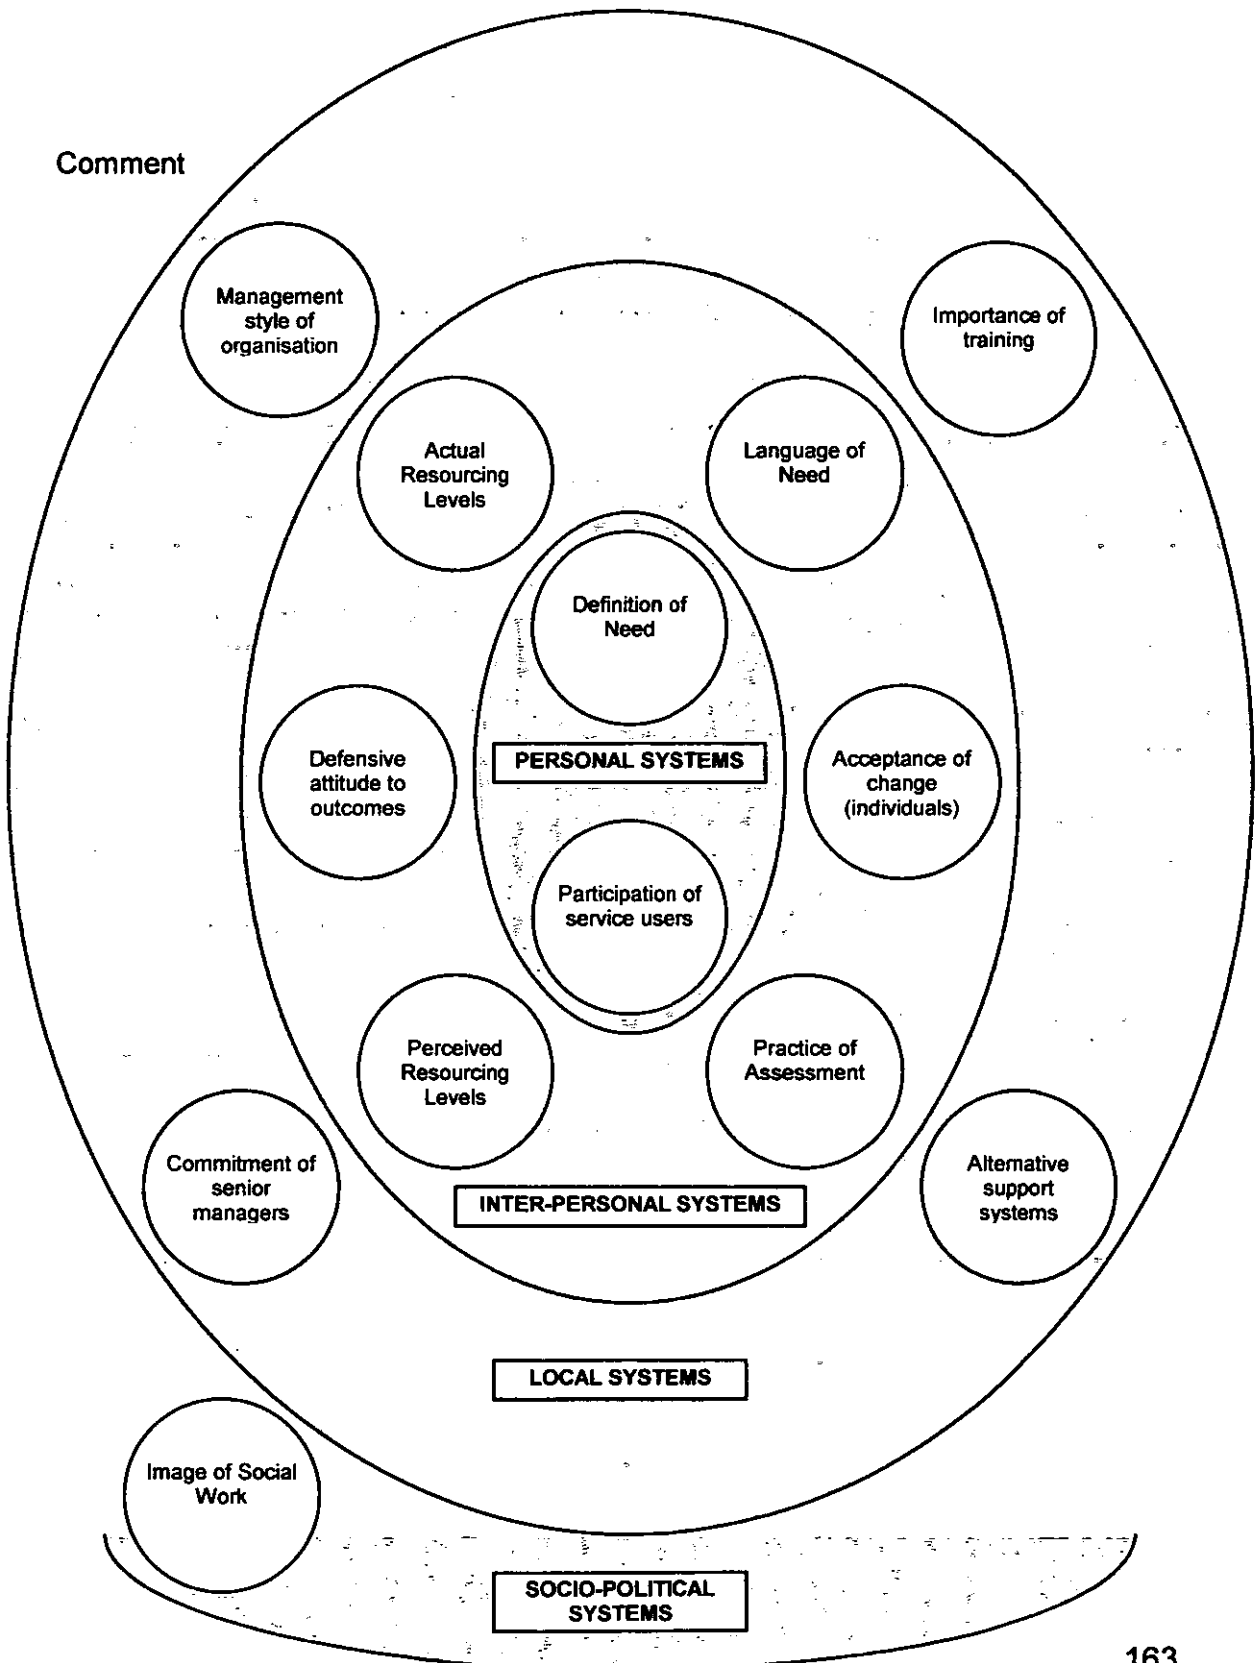 Comment
Management
style of
organisation
Importance of
training
Actual
Resourcing
Levels
Language of
Need
Definition of
Need
Defensive
attitude to
outcomes
PERSONAL SYSTEMS
Acceptance of
change
(individuals)
Participation of
service users
Perceived
Resourcing
Levels
Practice of
Assessment
Commitment of
senior
managers
Alternative
support
systems
INTER-PERSONAL SYSTEMS
LOCAL SYSTEMS
Image of Social
Work
SOCIO-POLITICAL
SYSTEMS
163